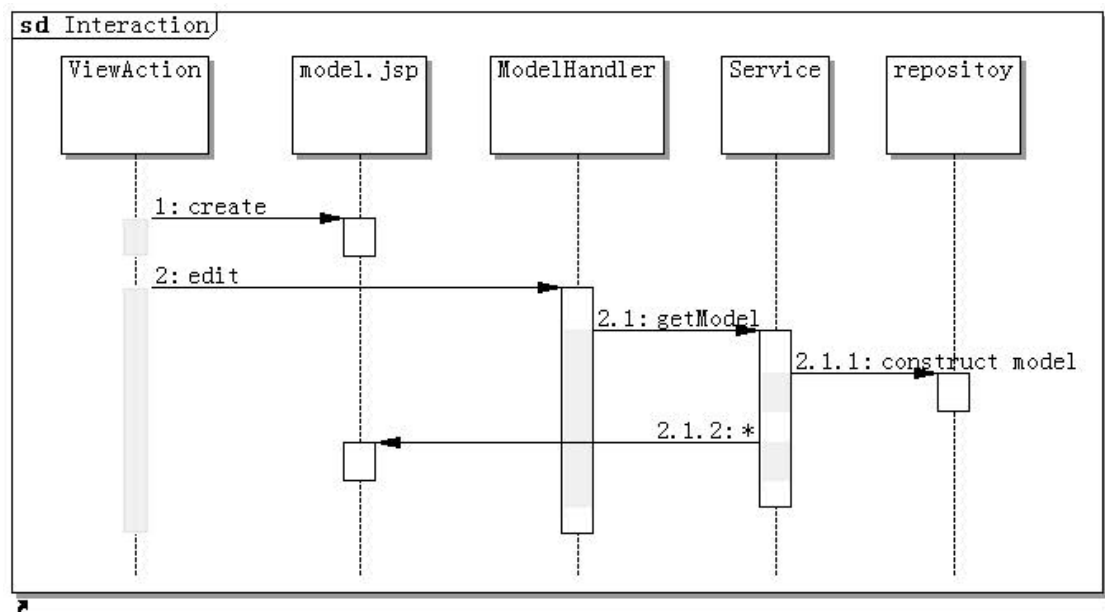 sd Interaction
ViewAction
model.jsp
ModelHandler
Service
repositoy
1: create
2: edit
2.1: getModel
2.1.1: construct model
2.1.2: *